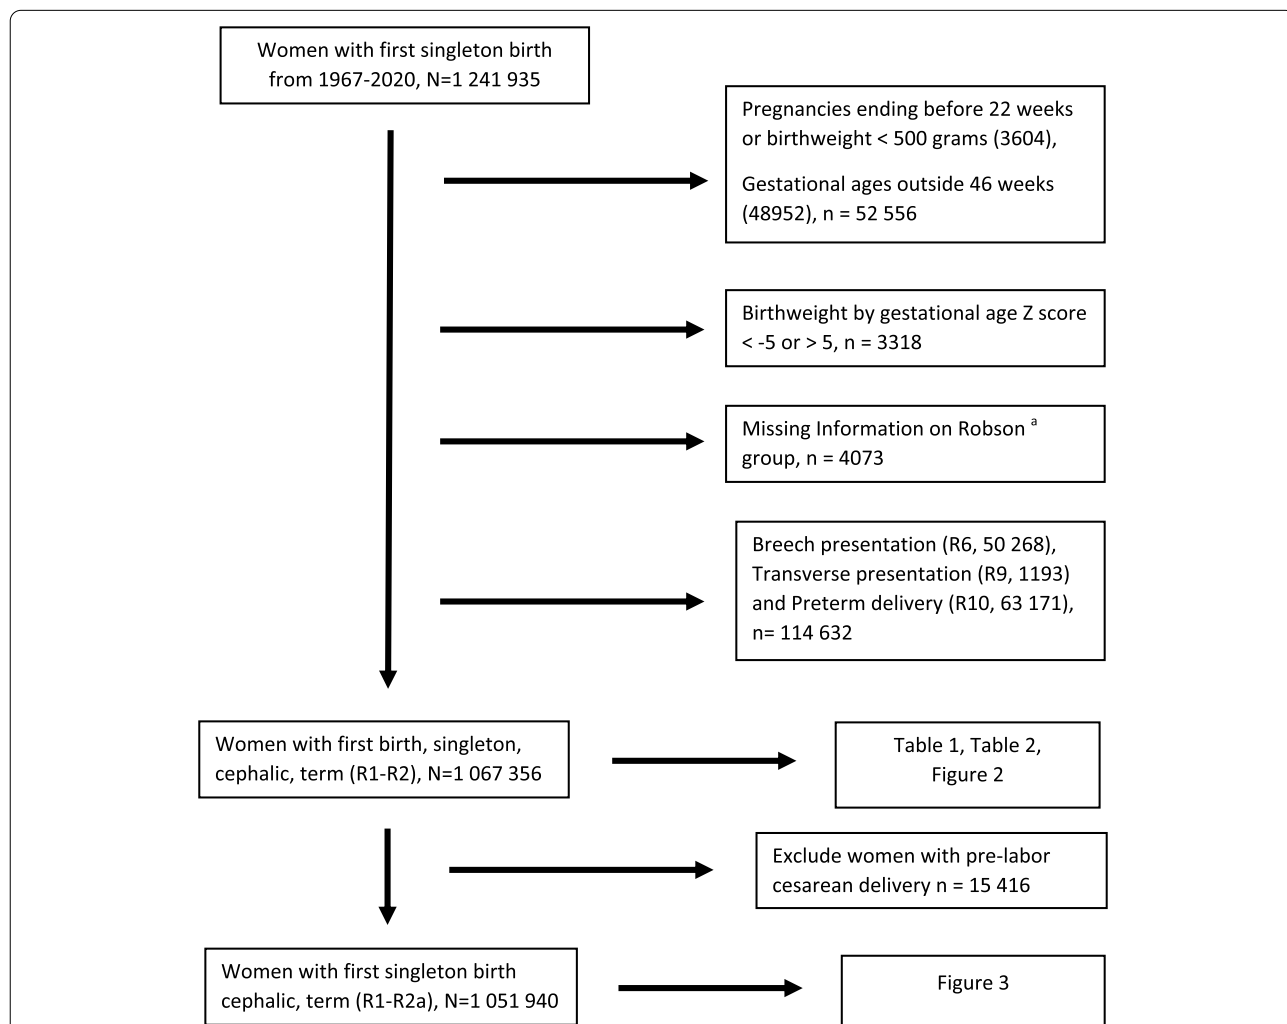 Women with first singleton birth
from 1967-2020, N=1 241 935
Pregnancies ending before 22 weeks
or birthweight < 500 grams (3604),
Gestational ages outside 46 weeks
(48952), n = 52 556
Birthweight by gestational age Z score
< -5 or > 5, n = 3318
Missing Information on Robson a
group, n = 4073
Breech presentation (R6, 50 268),
Transverse presentation (R9, 1193)
and Preterm delivery (R10, 63 171),
n= 114 632
Women with first birth, singleton,
cephalic, term (R1-R2), N=1 067 356
Table 1, Table 2,
Figure 2
Exclude women with pre-labor
cesarean delivery n = 15 416
Women with first singleton birth
cephalic, term (R1-R2a), N=1 051 940
Figure 3